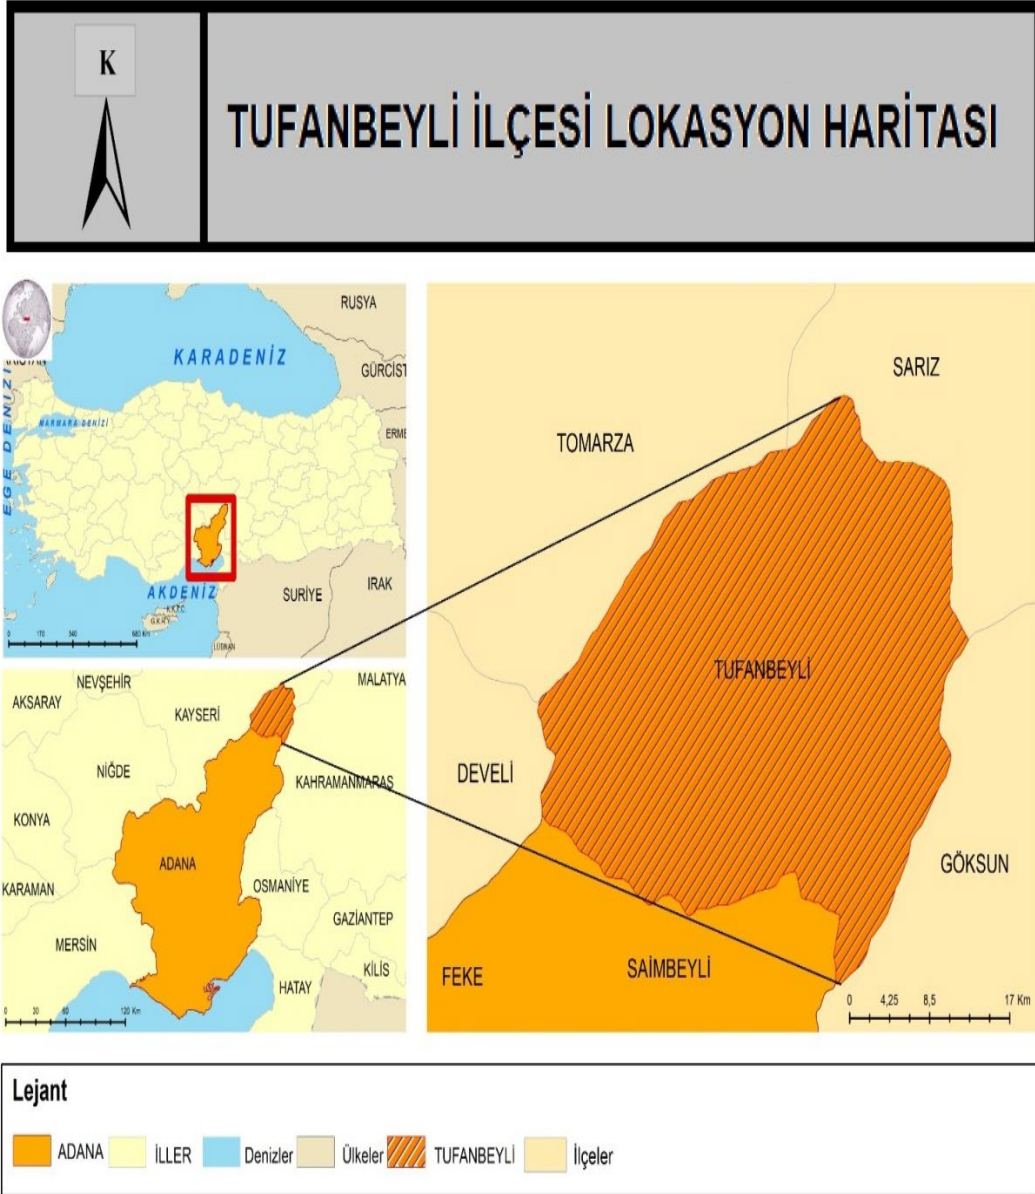 K
TUFANBEYLİ İLÇESİ LOKASYON HARİTASI
RUSYA
KARADENİZ
GÜRCİST
MARMARA DENİZİ
ERME
EGE DENİZİ
SURİYE
IRAK
AKDENİZ
K.K.T.C.
G.K.R.Y.
LÜBNAN
0 170 340 680 Km
NEVŞEHİR
MALATYA
AKSARAY
KAYSERİ
NİĞDE
KAHRAMANMARAŞ
KONYA
ADANA
KARAMAN
OSMANİYE
GAZİANTEP
MERSİN
KİLİS
HATAY
0 30 60 120 Km
SARIZ
TOMARZA
TUFANBEYLİ
DEVELİ
GÖKSUN
FEKE
SAİMBEYLİ
0 4,25 8,5 17 Km
Lejant
ADANA İLLER Denizler Ülkeler TUFANBEYLİ İlçeler